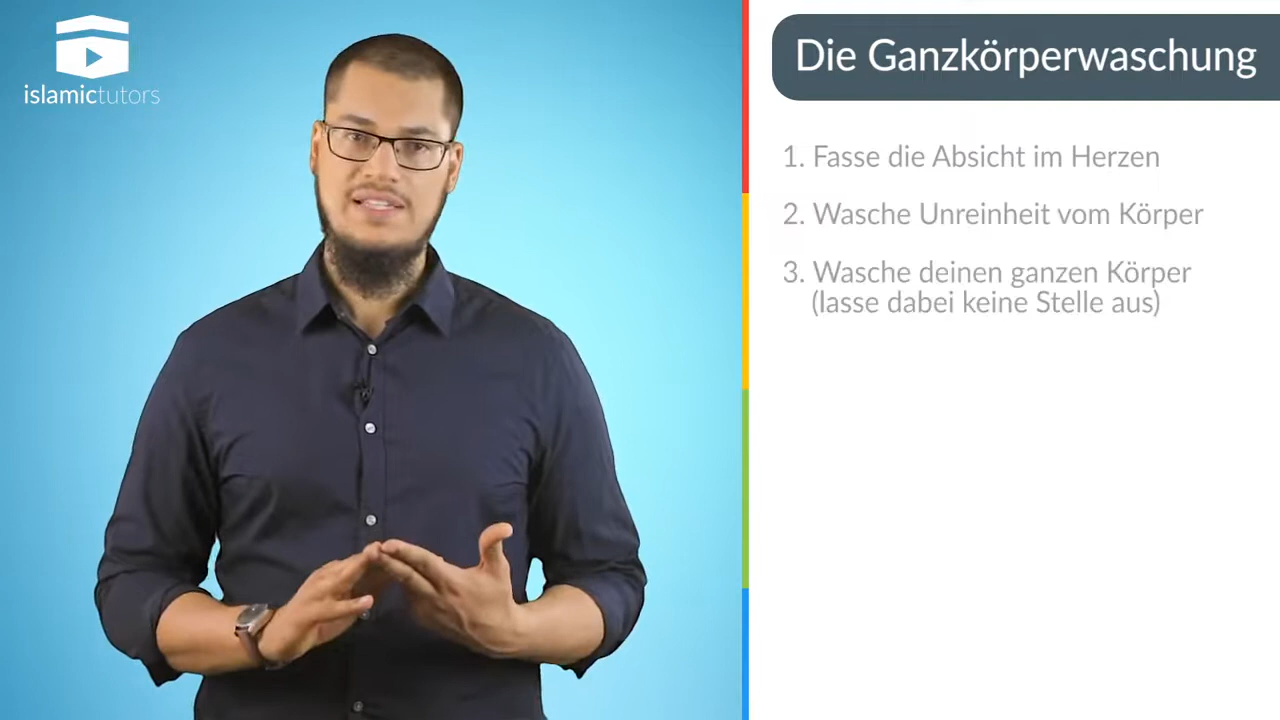 islamictutors
Die Ganzkörperwaschung
1. Fasse die Absicht im Herzen
2. Wasche Unreinheit vom Körper
3. Wasche deinen ganzen Körper
(lasse dabei keine Stelle aus)